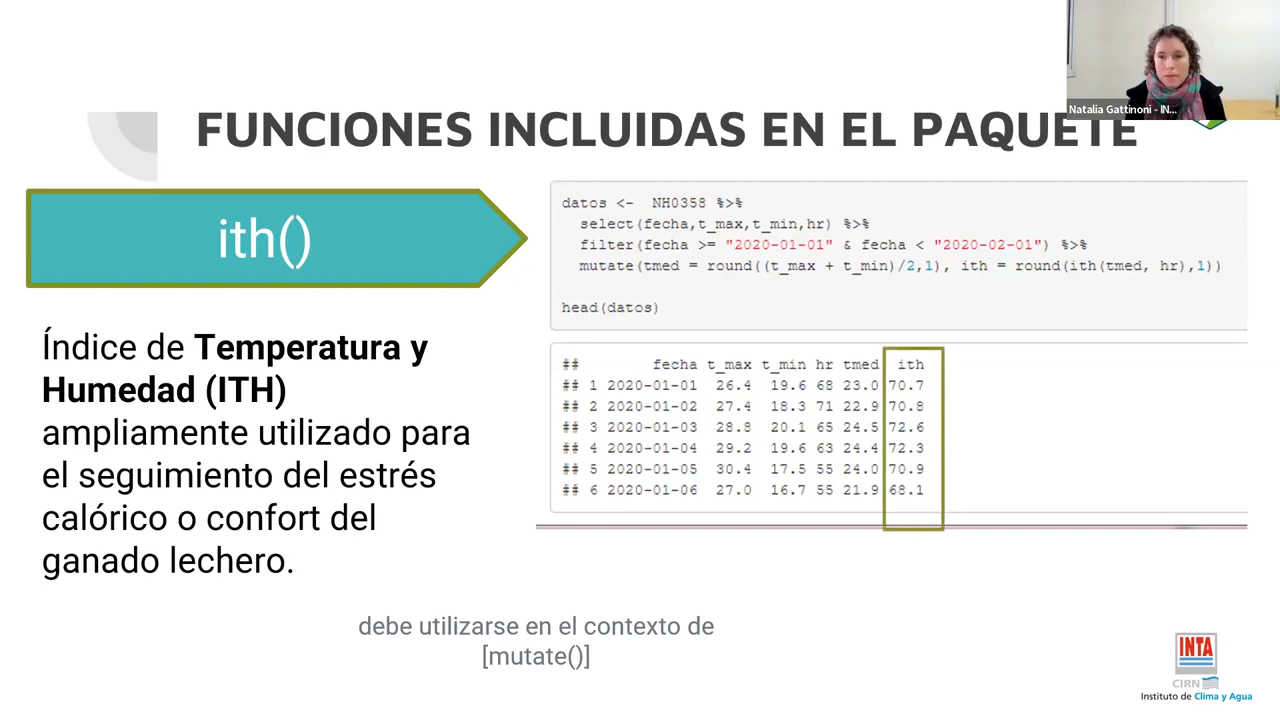 Natalia Gattinoni - IN...
FUNCIONES INCLUIDAS EN EL PAQUETE
ith()
datos <-  NH0358 %>%
  select(fecha,t_max,t_min,hr) %>%
  filter(fecha >= "2020-01-01" & fecha < "2020-02-01") %>%
  mutate(tmed = round((t_max + t_min)/2,1), ith = round(ith(tmed, hr),1))
head(datos)
##        fecha t_max t_min hr tmed  ith
## 1 2020-01-01  26.4  19.6 68 23.0 70.7
## 2 2020-01-02  27.4  18.3 71 22.9 70.8
## 3 2020-01-03  28.8  20.1 65 24.5 72.6
## 4 2020-01-04  29.2  19.6 63 24.4 72.3
## 5 2020-01-05  30.4  17.5 55 24.0 70.9
## 6 2020-01-06  27.0  16.7 55 21.9 68.1
Índice de Temperatura y
Humedad (ITH)
ampliamente utilizado para
el seguimiento del estrés
calórico o confort del
ganado lechero.
debe utilizarse en el contexto de
[mutate()]
INTA
CIRN
Instituto de Clima y Agua